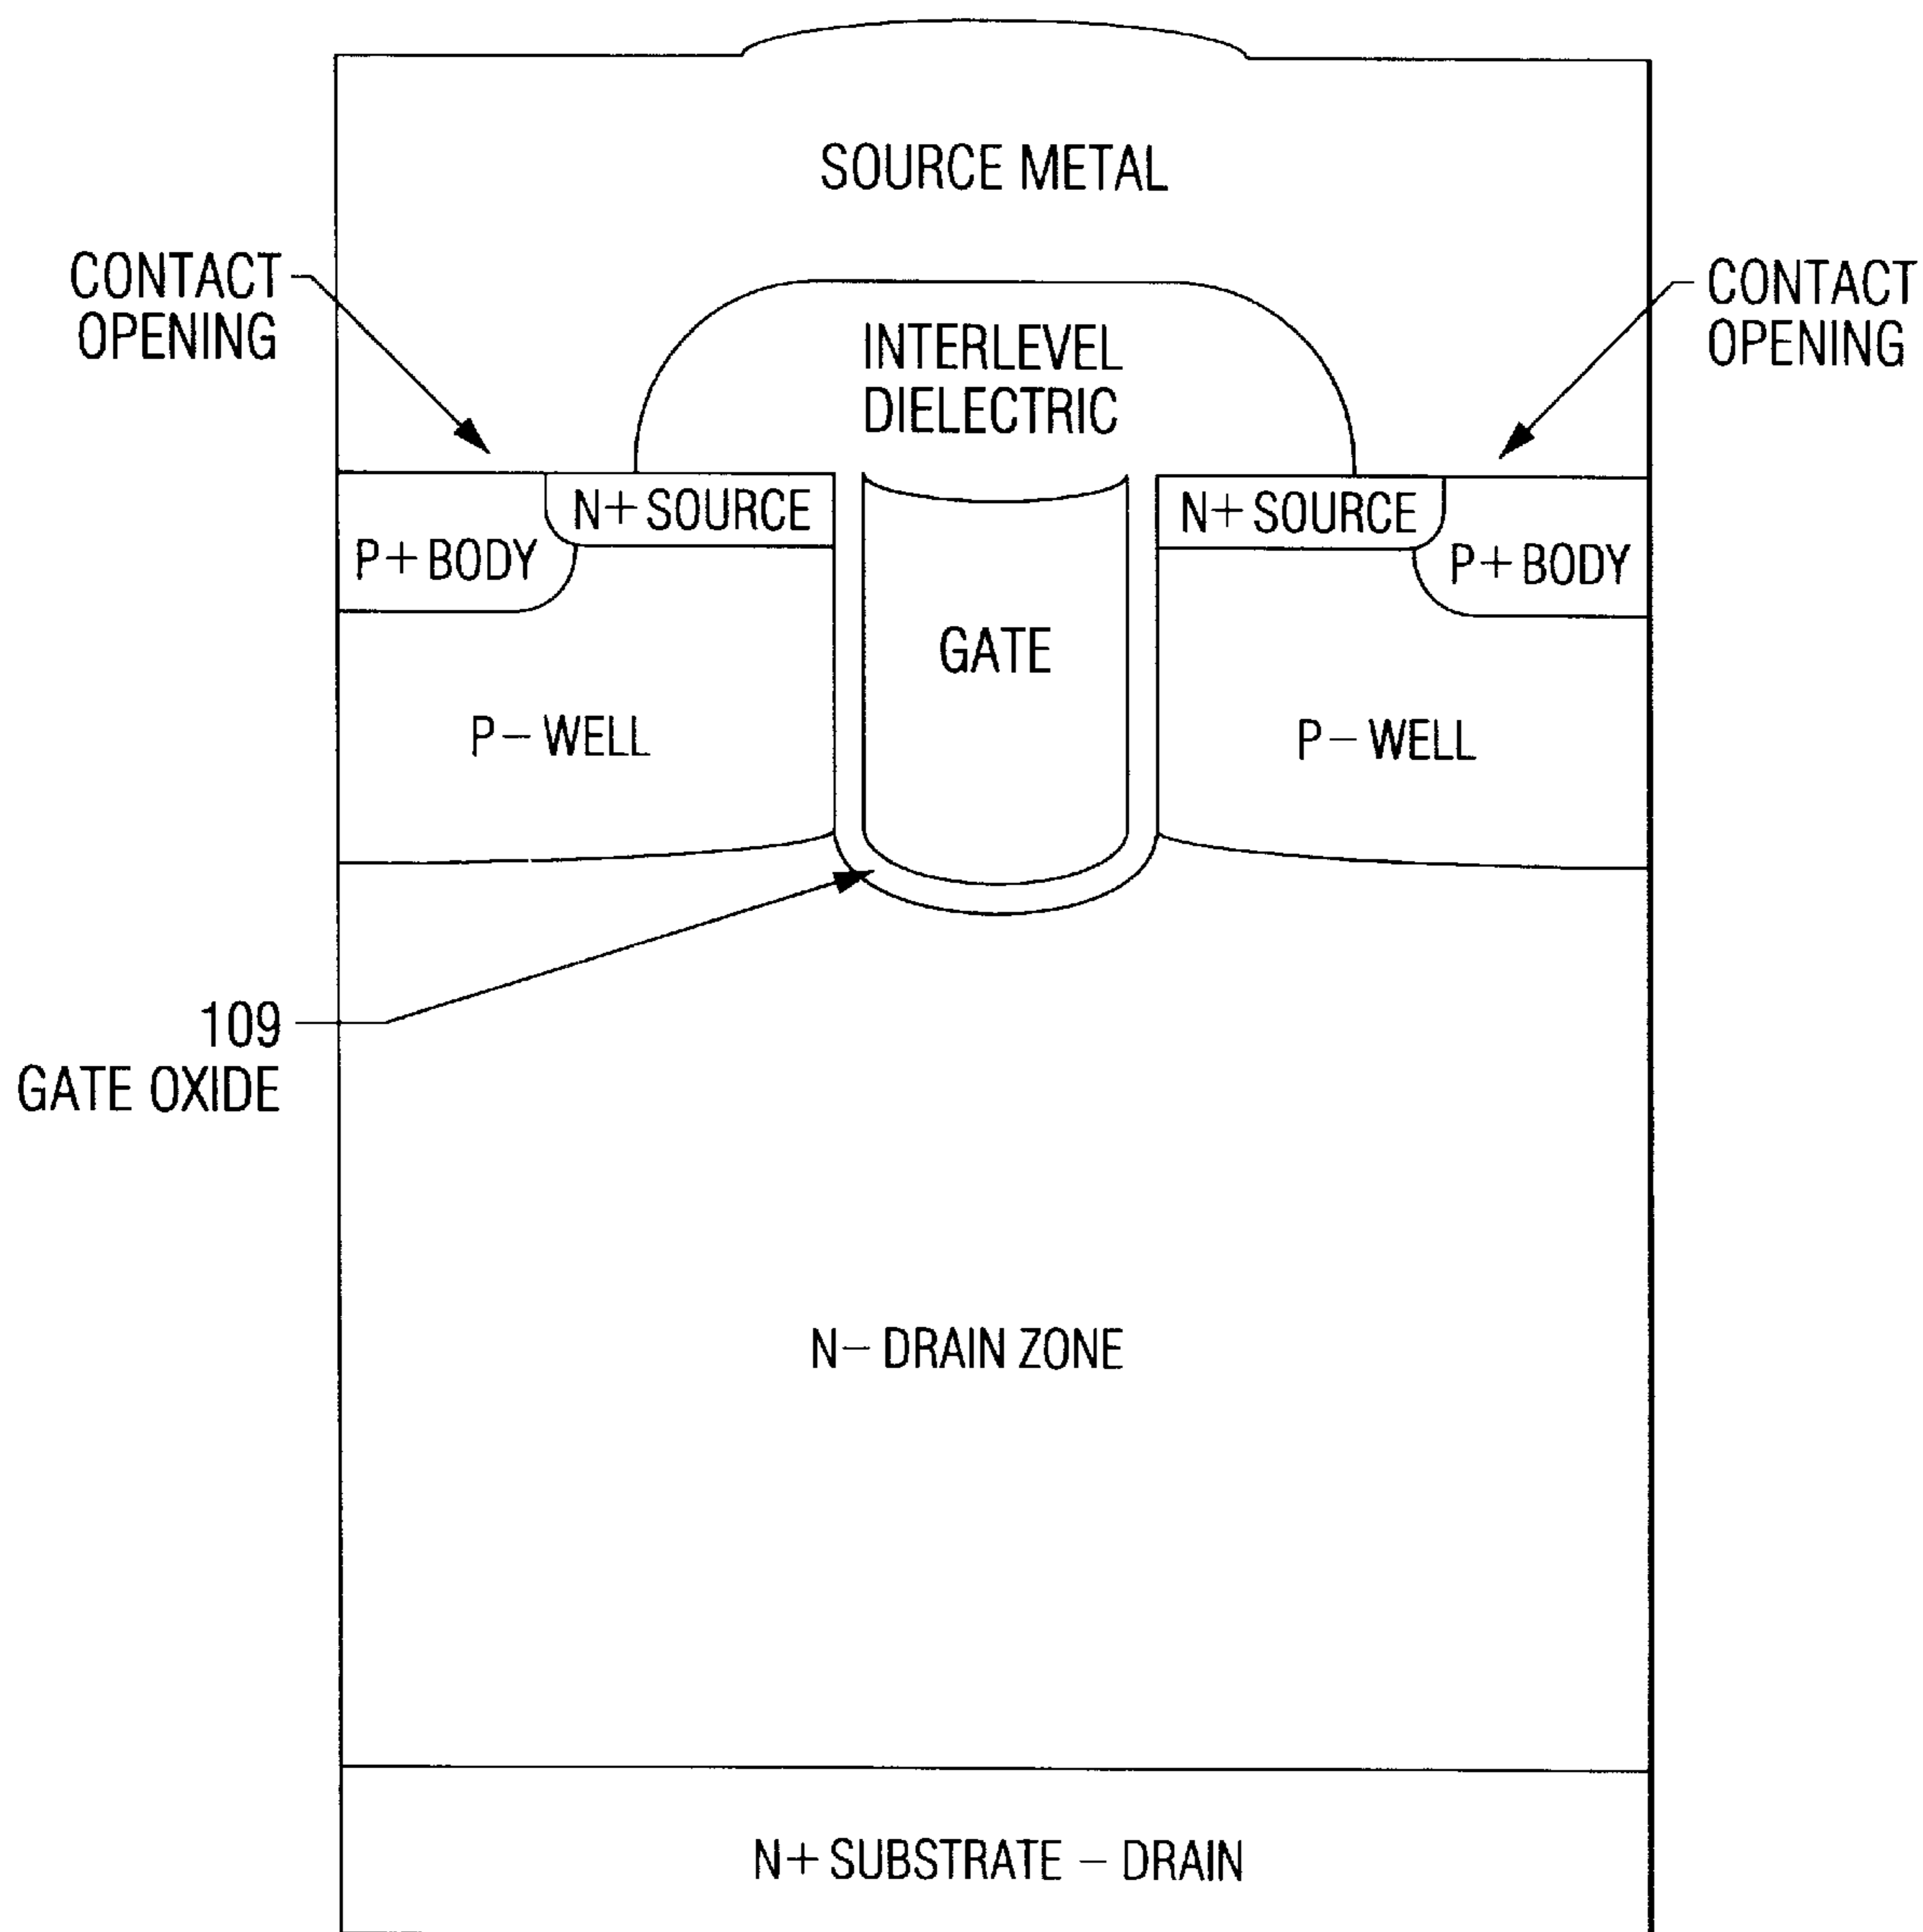 SOURCE METAL
CONTACT
OPENING
CONTACT
OPENING
INTERLEVEL
DIELECTRIC
N+ SOURCE
N+ SOURCE
P+ BODY
P+ BODY
GATE
P- WELL
P- WELL
109
GATE OXIDE
N- DRAIN ZONE
N+ SUBSTRATE - DRAIN